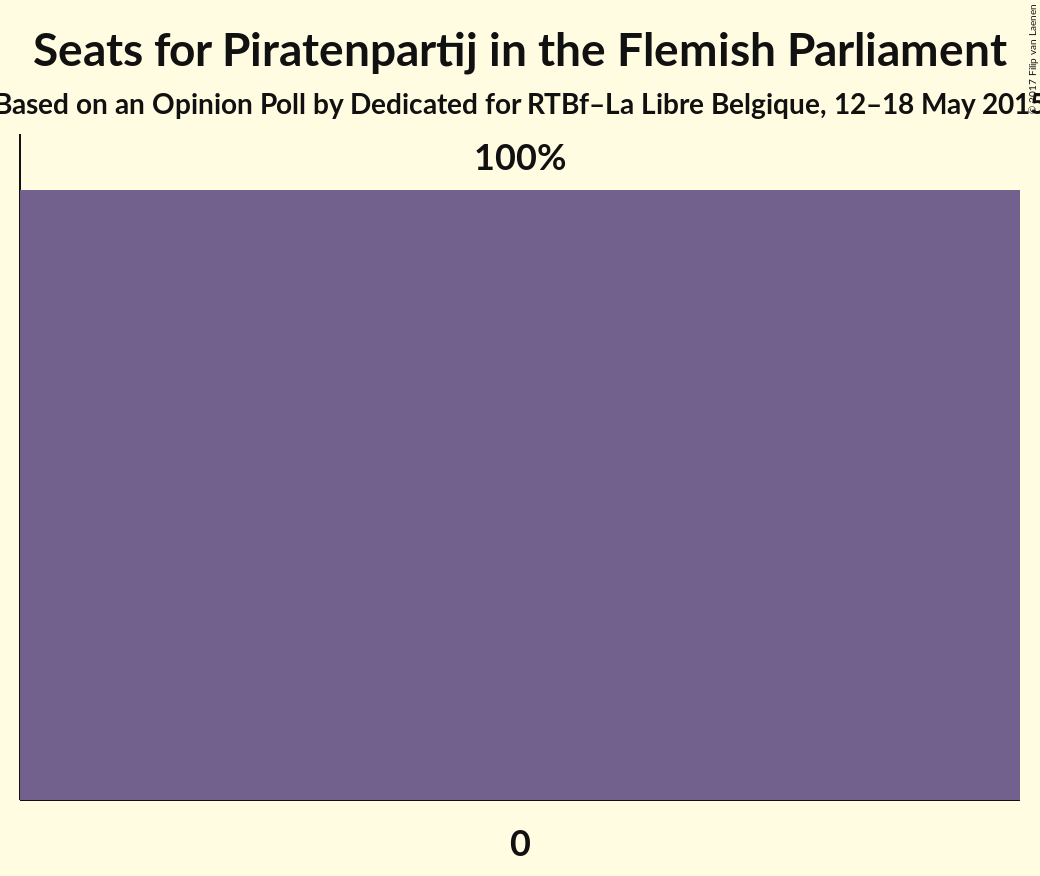 Seats for Piratenpartij in the Flemish Parliament
Based on an Opinion Poll by Dedicated for RTBf–La Libre Belgique, 12–18 May 2015
© 2017 Filip van Laenen
100%
0